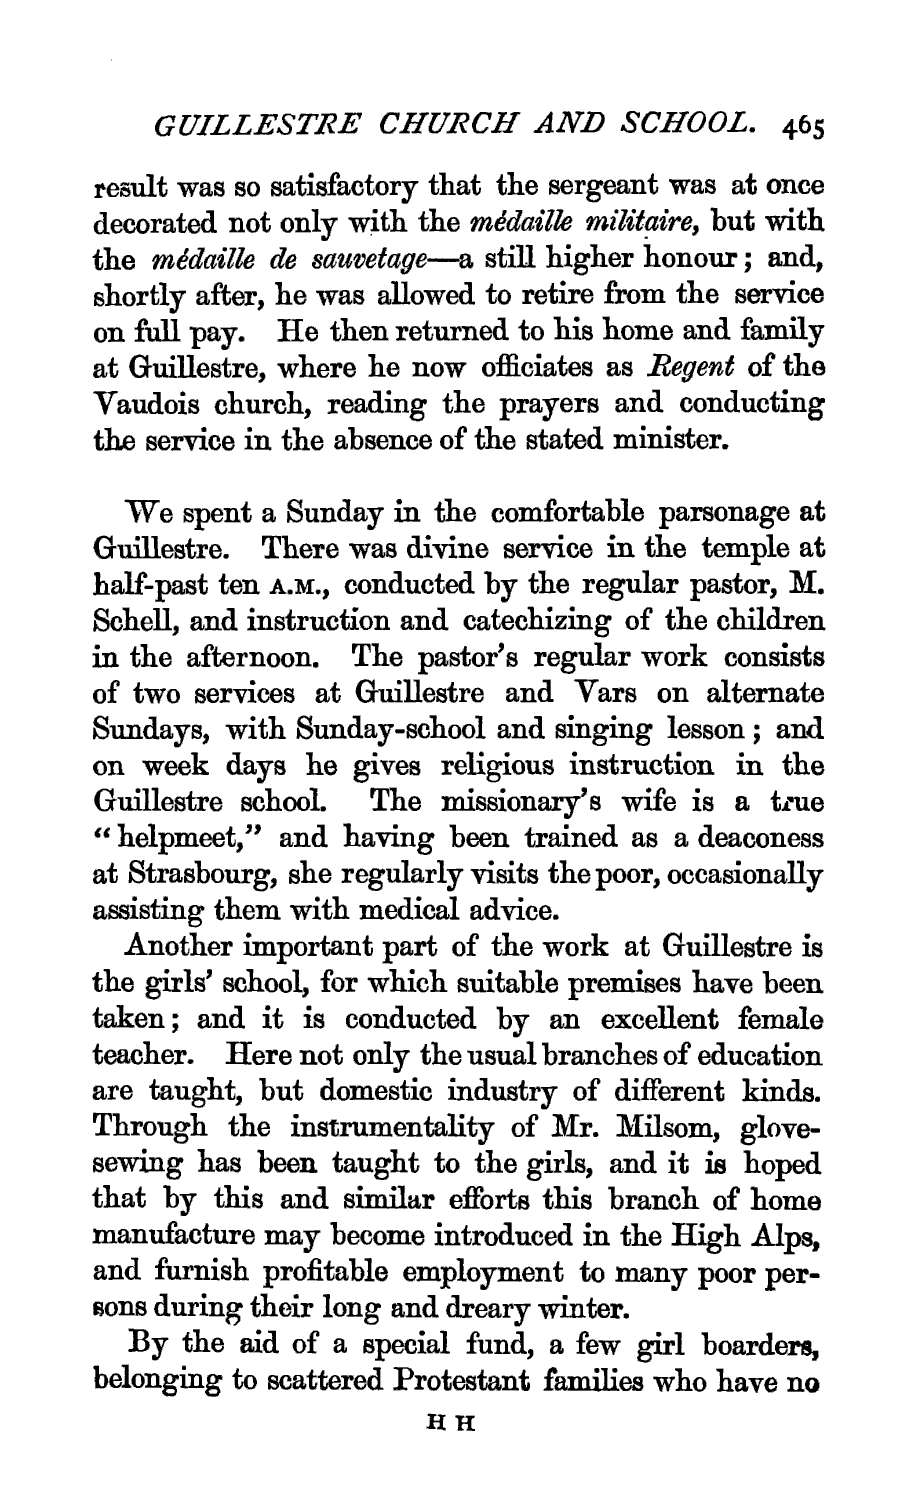 GUILLESTRE CHURCH AND SCHOOL. 465
result was so satisfactory that the sergeant was at once
decorated not only with the médaille militaire, but with
the médaille de sauvetage—a still higher honour; and,
shortly after, he was allowed to retire from the service
on full pay. He then returned to his home and family
at Guillestre, where he now officiates as Regent of the
Vaudois church, reading the prayers and conducting
the service in the absence of the stated minister.
We spent a Sunday in the comfortable parsonage at
Guillestre. There was divine service in the temple at
half-past ten A.M., conducted by the regular pastor, M.
Schell, and instruction and catechizing of the children
in the afternoon. The pastor's regular work consists
of two services at Guillestre and Vars on alternate
Sundays, with Sunday-school and singing lesson; and
on week days he gives religious instruction in the
Guillestre school. The missionary's wife is a true
“helpmeet,” and having been trained as a deaconess
at Strasbourg, she regularly visits the poor, occasionally
assisting them with medical advice.
Another important part of the work at Guillestre is
the girls' school, for which suitable premises have been
taken; and it is conducted by an excellent female
teacher. Here not only the usual branches of education
are taught, but domestic industry of different kinds.
Through the instrumentality of Mr. Milsom, glove-
sewing has been taught to the girls, and it is hoped
that by this and similar efforts this branch of home
manufacture may become introduced in the High Alps,
and furnish profitable employment to many poor per-
sons during their long and dreary winter.
By the aid of a special fund, a few girl boarders,
belonging to scattered Protestant families who have no
H H